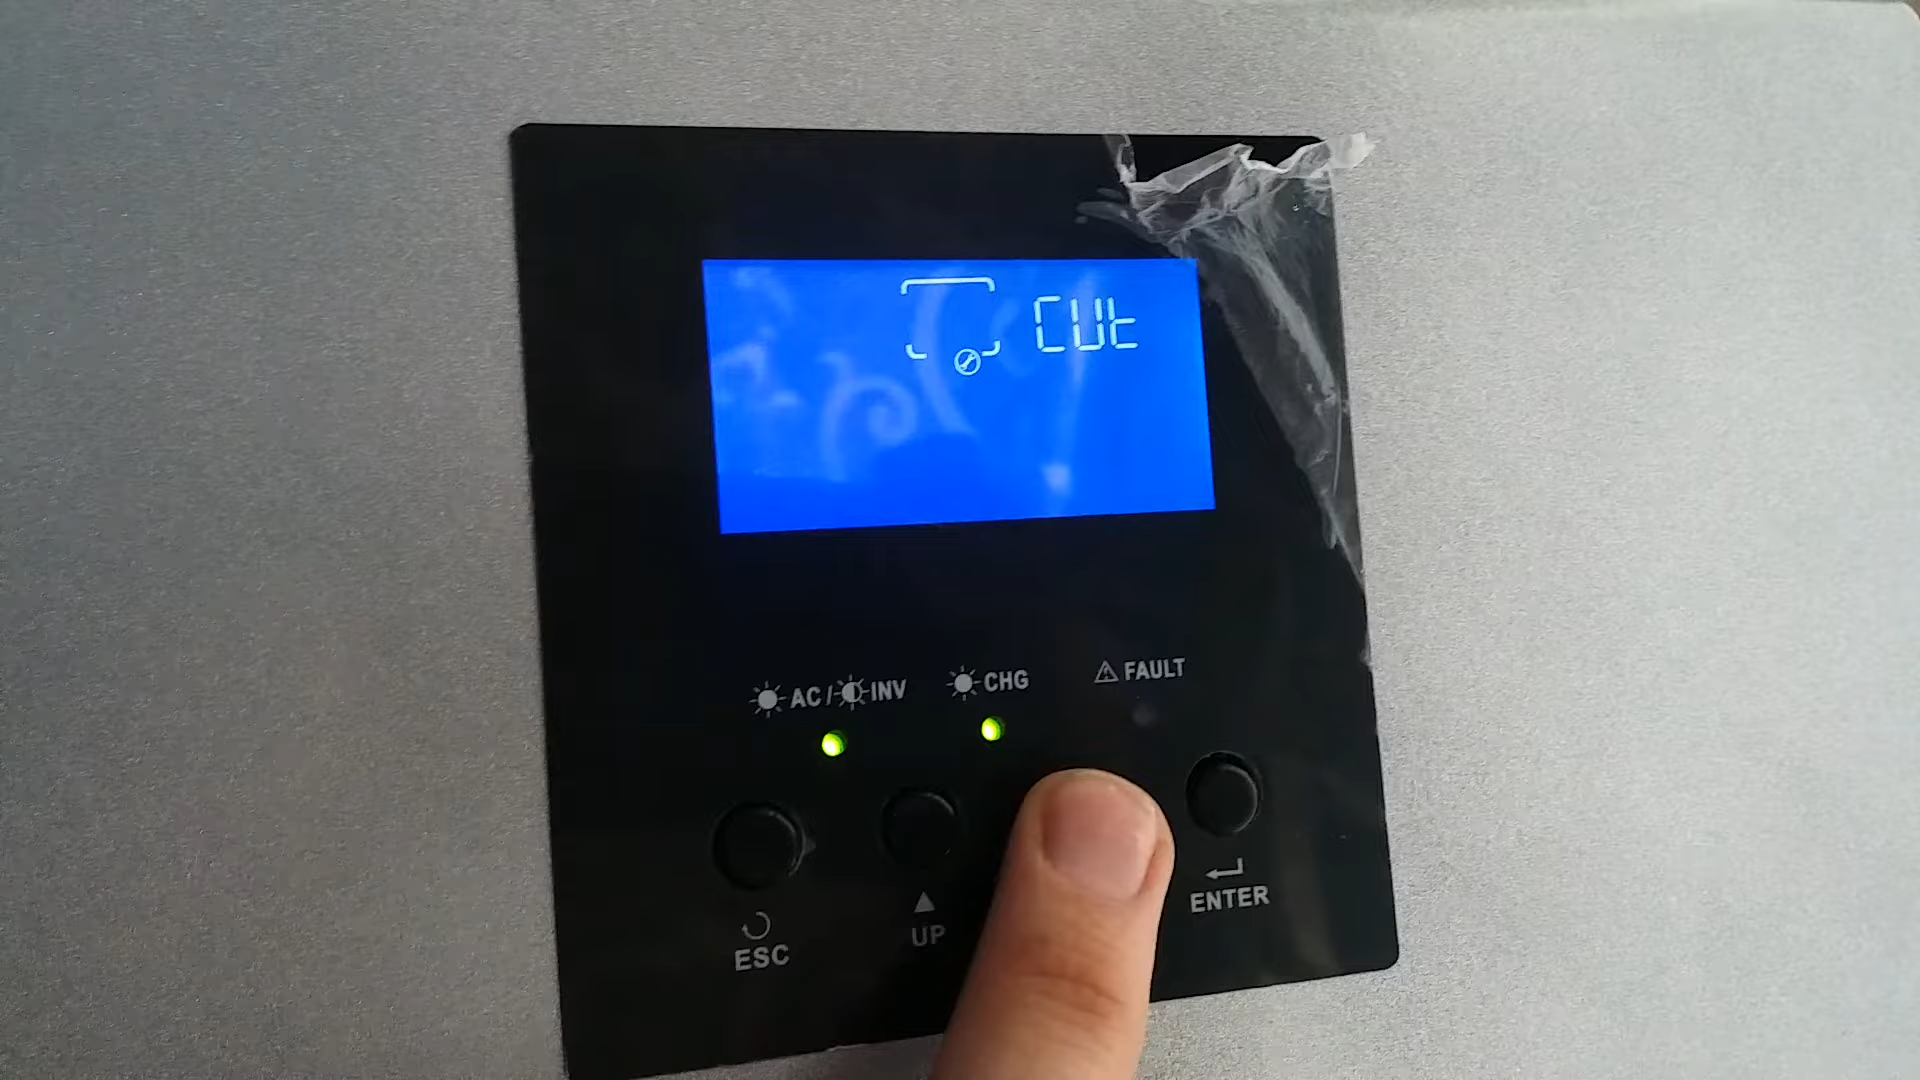 CUt
AC / INV
CHG
FAULT
ESC
UP
ENTER